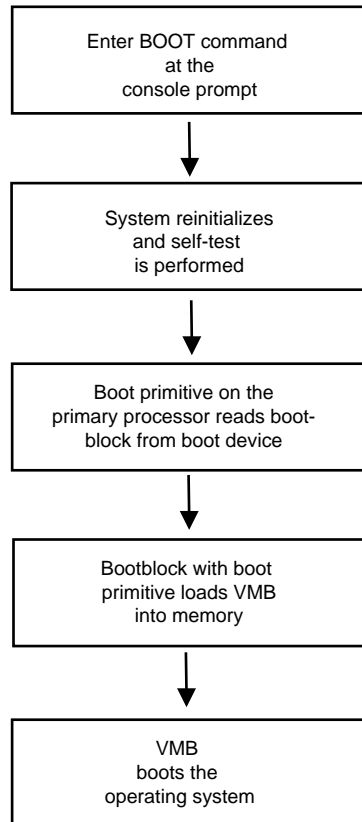 Enter BOOT command
at the
console prompt
System reinitializes
and self-test
is performed
Boot primitive on the
primary processor reads boot-
block from boot device
Bootblock with boot
primitive loads VMB
into memory
VMB
boots the
operating system